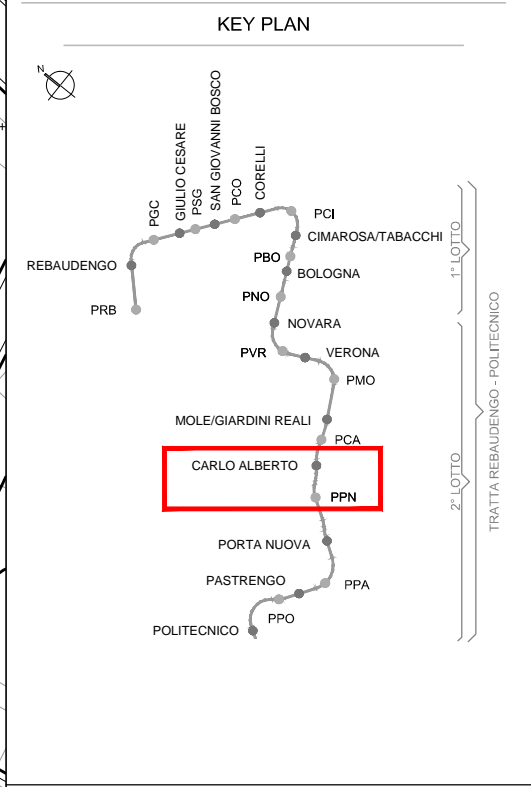 KEY PLAN
N
PGC
GIULIO CESARE
PSG
SAN GIOVANNI BOSCO
PCO
CORELLI
PCI
CIMAROSA/TABACCHI
PBO
REBAUDENGO
BOLOGNA
PNO
PRB
NOVARA
PVR
VERONA
PMO
MOLE/GIARDINI REALI
PCA
CARLO ALBERTO
PPN
PORTA NUOVA
PASTRENGO
PPA
PPO
POLITECNICO
1° LOTTO
2° LOTTO
TRATTA REBAUDENGO - POLITECNICO